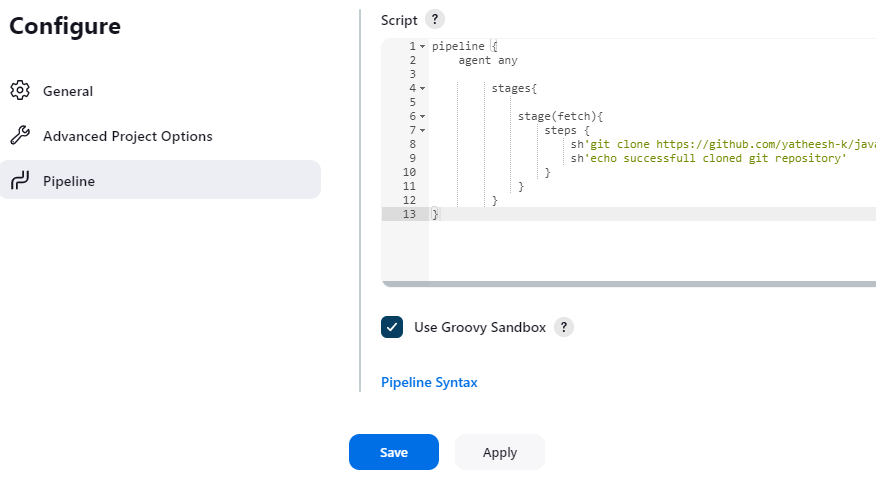 Configure
General
Advanced Project Options
Pipeline
Script ?
1 pipeline {
2 agent any
3
4 stages{
5
6 stage(fetch){
7 steps {
8 sh'git clone https://github.com/yatheesh-k/java
9 sh'echo successfull cloned git repository'
10 }
11 }
12 }
13 }
Use Groovy Sandbox ?
Pipeline Syntax
Save
Apply